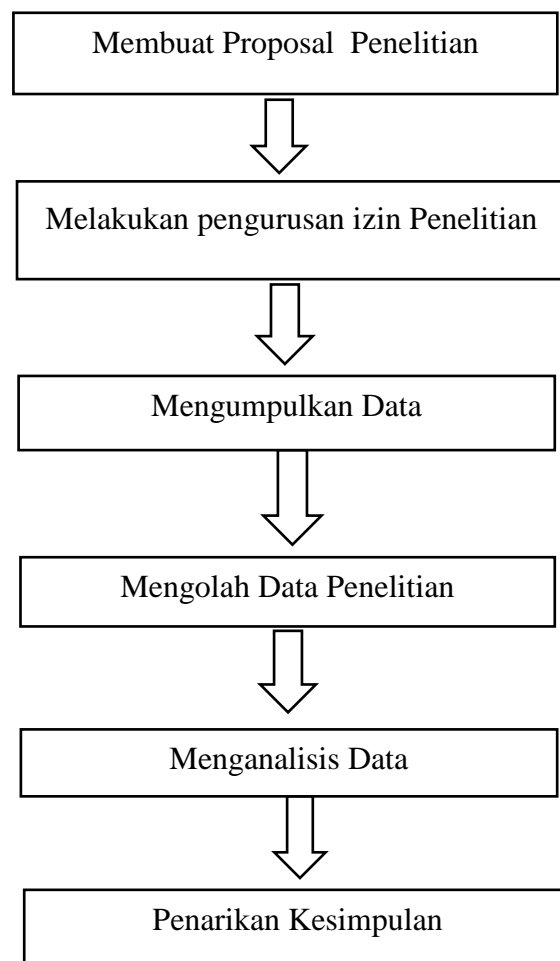 Membuat Proposal Penelitian
Melakukan pengurusan izin Penelitian
Mengumpulkan Data
Mengolah Data Penelitian
Menganalisis Data
Penarikan Kesimpulan